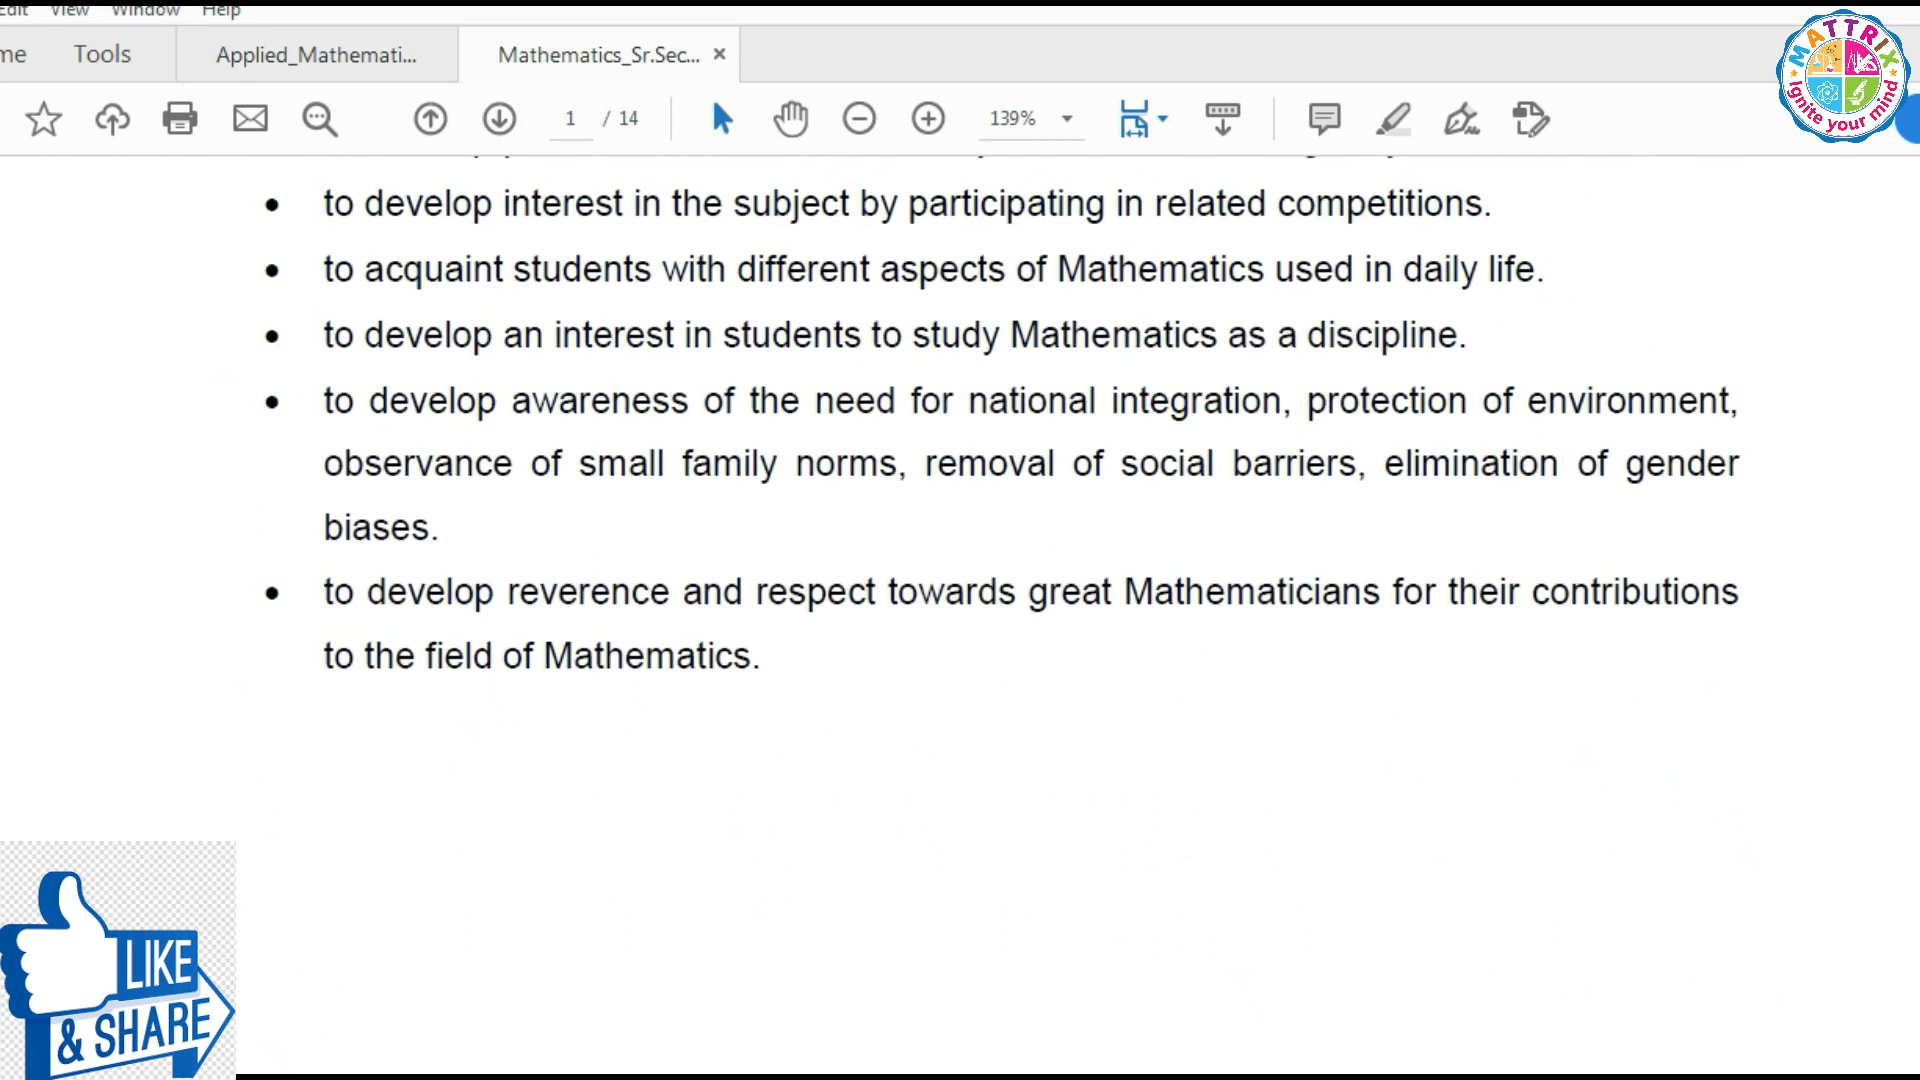 Edit View Window Help
me Tools Applied_Mathemati... Mathematics_Sr.Sec... ×
1 / 14 139%
MATTRIX
Ignite your mind
• to develop interest in the subject by participating in related competitions.
• to acquaint students with different aspects of Mathematics used in daily life.
• to develop an interest in students to study Mathematics as a discipline.
• to develop awareness of the need for national integration, protection of environment,
observance of small family norms, removal of social barriers, elimination of gender
biases.
• to develop reverence and respect towards great Mathematicians for their contributions
to the field of Mathematics.
LIKE
& SHARE